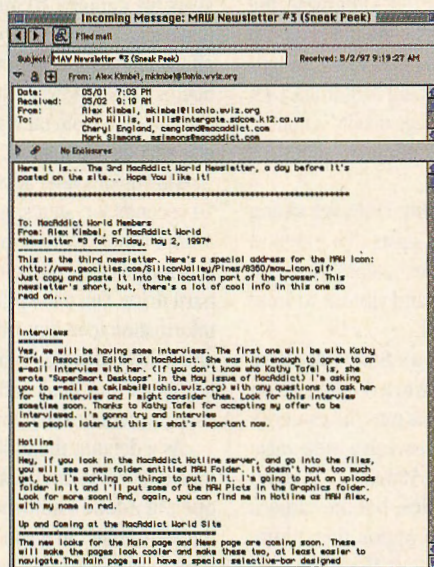 Incoming Message: MAW Newsletter #3 (Sneak Peek)
Filed mail
Subject: MAW Newsletter #3 (Sneak Peek) Received: 5/2/97 9:19:27 AM
From: Alex Kimbel, mkimbel@llohio.wviz.org
Date: 05/01 7:03 PM
Received: 05/02 9:19 AM
From: Alex Kimbel, mkimbel@llohio.wviz.org
To: John Willis, willis@intergate.sdcoe.k12.ca.us
Cheryl England, cengland@macaddict.com
Mark Simmons, msimmons@macaddict.com
No Enclosures
Here it is... The 3rd MacAddict World Newsletter, a day before it's
posted on the site... Hope You like it!
To: MacAddict World Members
From: Alex Kimbel, of MacAddict World
*Newsletter #3 for Friday, May 2, 1997*
This is the third newsletter. Here's a special address for the MAW icon:
<http://www.geocities.com/SiliconValley/Pines/8360/maw_icon.gif>
Just copy and paste it into the location bar of the browser. This
newsletter's short, but, there's a lot of cool info in this one so
read on...
Interviews
Yes, we will be having some interviews. The first one will be with Kathy
Tafel, Associate Editor at MacAddict. She was kind enough to agree to an
e-mail interview with her. (If you don't know who Kathy Tafel is, she
wrote "SuperSmart Desktops" in the May issue of MacAddict) I'm asking
you to e-mail me (mkimbel@llohio.wviz.org) with any questions to ask her
for the interview and I might consider them. Look for this interview
sometime soon. Thanks to Kathy Tafel for accepting my offer to be
interviewed. I'm gonna try and interview
more people later but this is what's important now.
Hotline
Hey, if you look in the MacAddict Hotline server, and go into the files,
you will see a new folder entitled MAW Folder. It doesn't have too much
yet, but I'm working on things to put in it. I'm going to put an uploads
folder in it and I'll put some of the MAW Picts in the Graphics folder.
Look for more soon! And, again, you can find me in Hotline as MAW Alex,
with my name in red.
Up and Coming at the MacAddict World Site
The new looks for the Main page and News page are coming soon. These
will make the pages look cooler and make these two, at least easier to
navigate.The Main page will have a special selective-bar designed